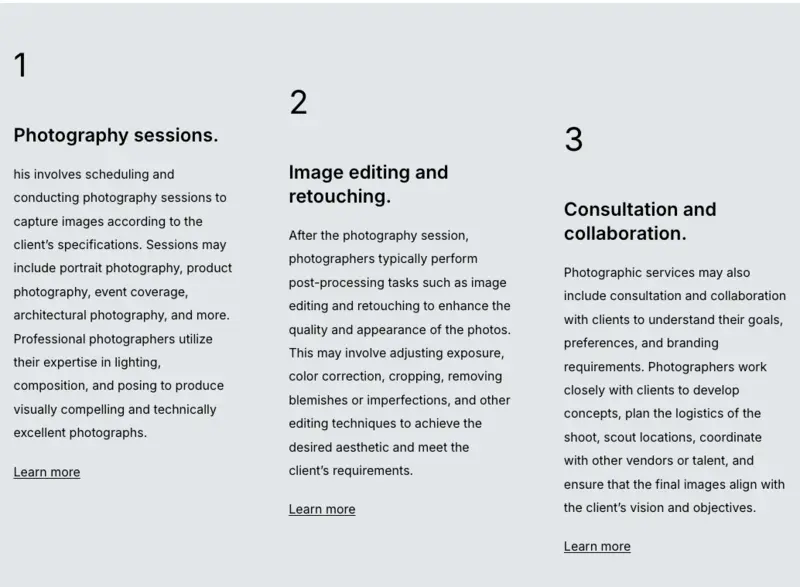 1
Photography sessions.
his involves scheduling and
conducting photography sessions to
capture images according to the
client’s specifications. Sessions may
include portrait photography, product
photography, event coverage,
architectural photography, and more.
Professional photographers utilize
their expertise in lighting,
composition, and posing to produce
visually compelling and technically
excellent photographs.
Learn more
2
Image editing and
retouching.
After the photography session,
photographers typically perform
post-processing tasks such as image
editing and retouching to enhance the
quality and appearance of the photos.
This may involve adjusting exposure,
color correction, cropping, removing
blemishes or imperfections, and other
editing techniques to achieve the
desired aesthetic and meet the
client’s requirements.
Learn more
3
Consultation and
collaboration.
Photographic services may also
include consultation and collaboration
with clients to understand their goals,
preferences, and branding
requirements. Photographers work
closely with clients to develop
concepts, plan the logistics of the
shoot, scout locations, coordinate
with other vendors or talent, and
ensure that the final images align with
the client’s vision and objectives.
Learn more